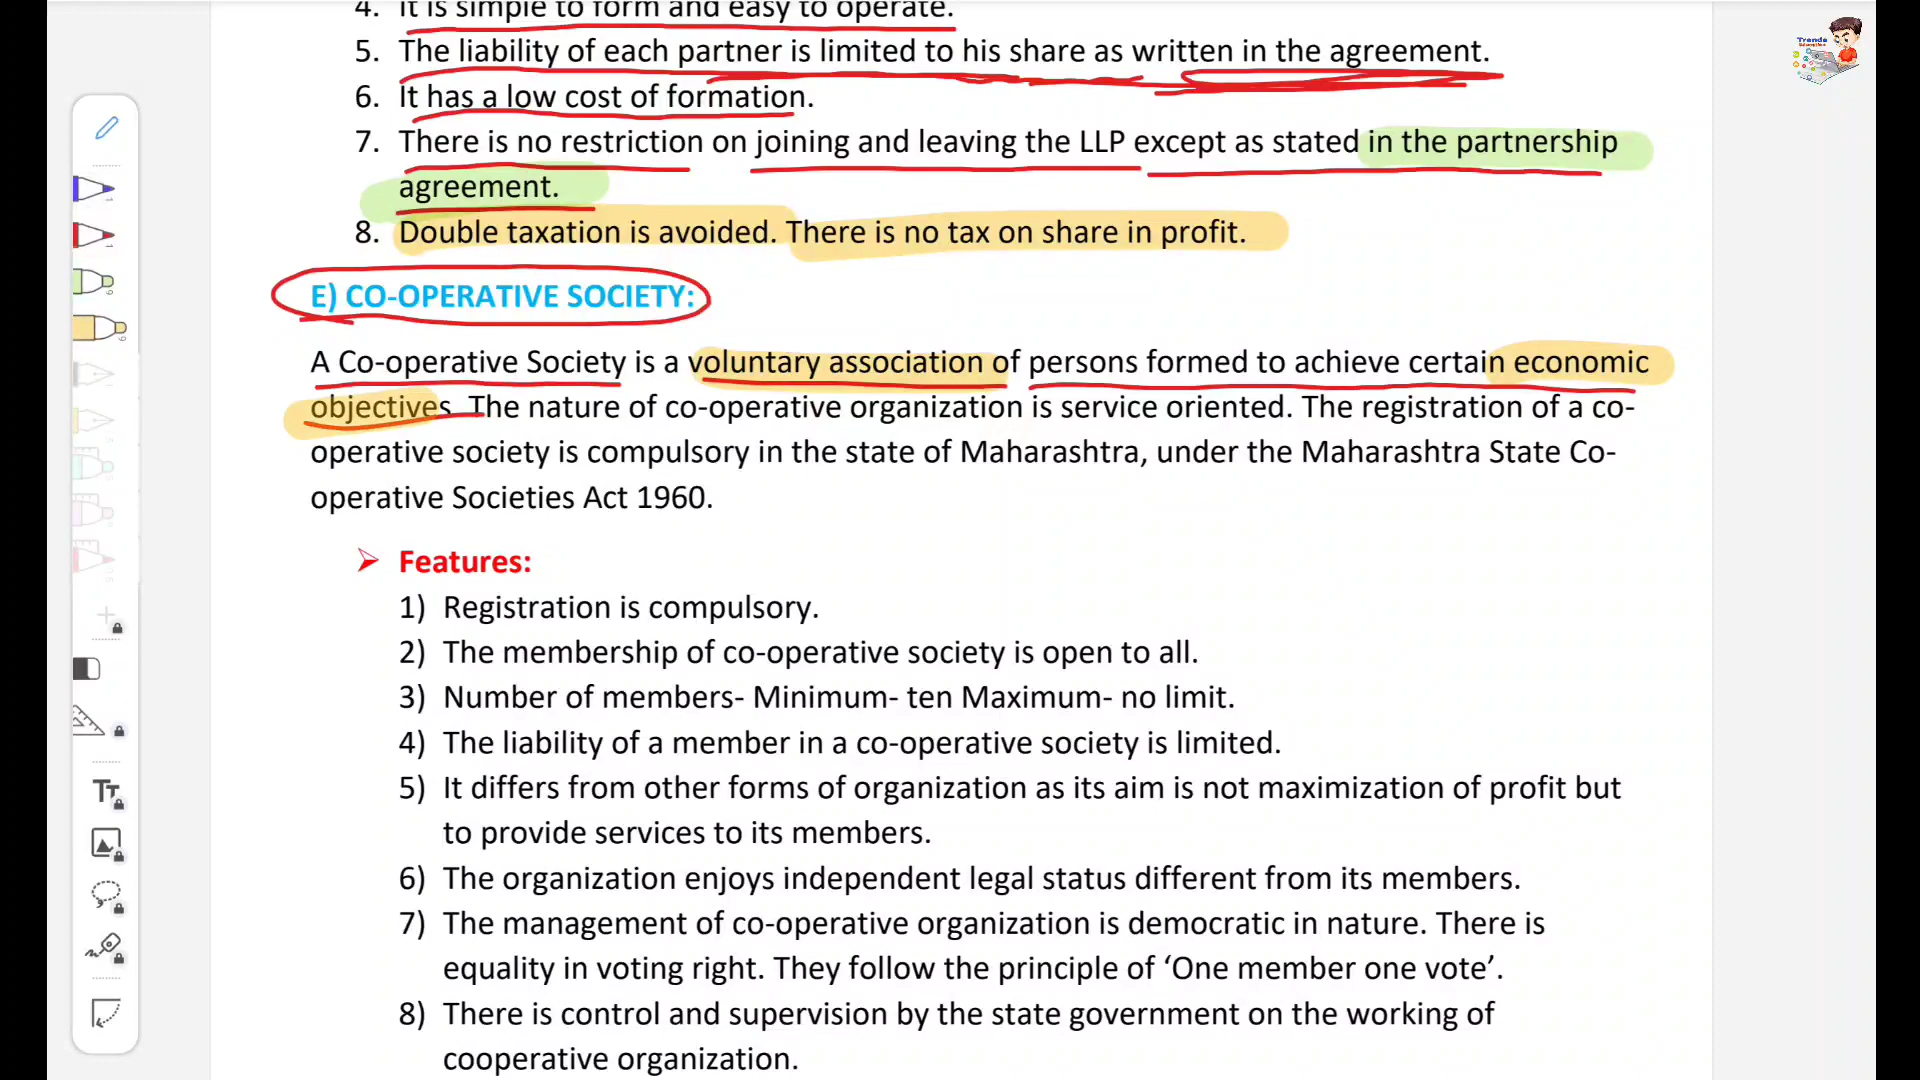 4. It is simple to form and easy to operate.
5. The liability of each partner is limited to his share as written in the agreement.
6. It has a low cost of formation.
7. There is no restriction on joining and leaving the LLP except as stated in the partnership
agreement.
8. Double taxation is avoided. There is no tax on share in profit.
E) CO-OPERATIVE SOCIETY:
A Co-operative Society is a voluntary association of persons formed to achieve certain economic
objectives. The nature of co-operative organization is service oriented. The registration of a co-
operative society is compulsory in the state of Maharashtra, under the Maharashtra State Co-
operative Societies Act 1960.
Features:
1) Registration is compulsory.
2) The membership of co-operative society is open to all.
3) Number of members- Minimum- ten Maximum- no limit.
4) The liability of a member in a co-operative society is limited.
5) It differs from other forms of organization as its aim is not maximization of profit but
to provide services to its members.
6) The organization enjoys independent legal status different from its members.
7) The management of co-operative organization is democratic in nature. There is
equality in voting right. They follow the principle of ‘One member one vote’.
8) There is control and supervision by the state government on the working of
cooperative organization.
Trends